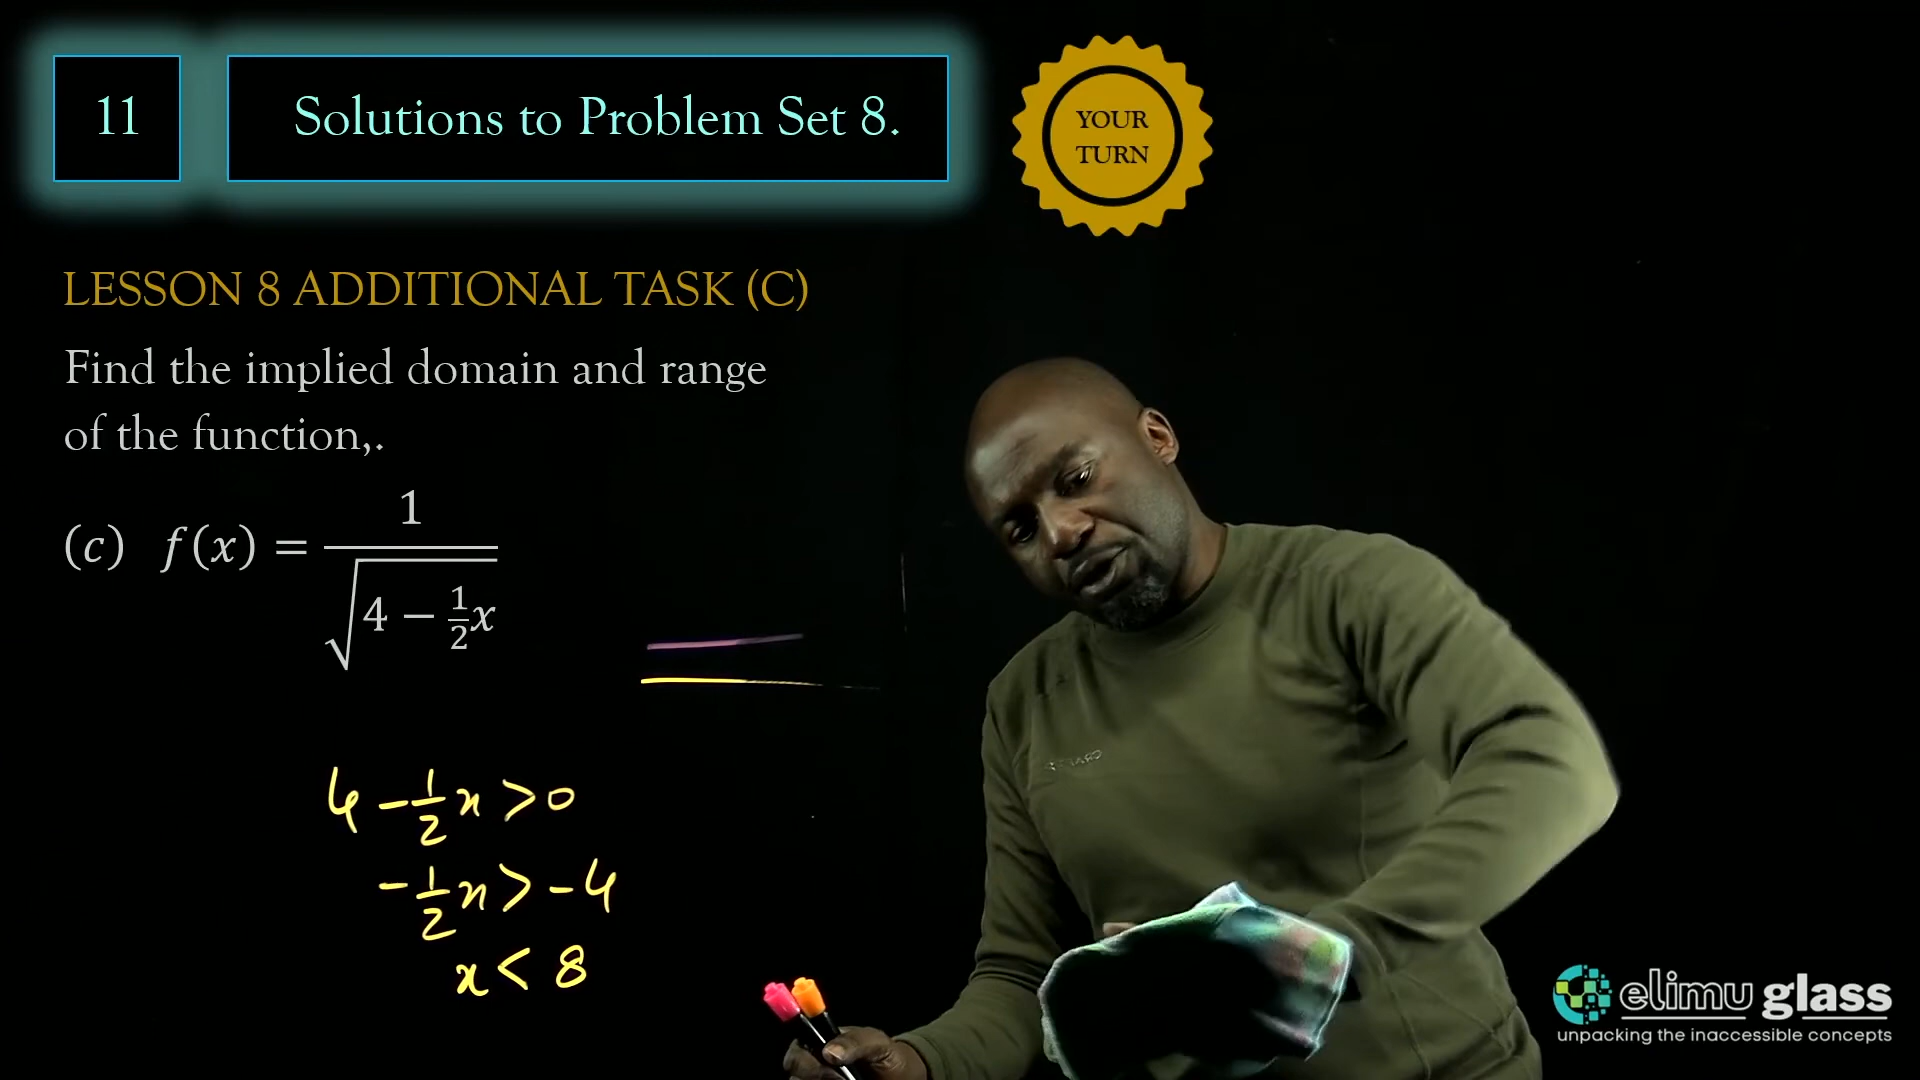 11
Solutions to Problem Set 8.
YOUR
TURN
LESSON 8 ADDITIONAL TASK (C)
Find the implied domain and range
of the function,.
(c) f(x) = 1/√(4 − ½x)
4 - ½x > 0
- ½x > -4
x < 8
elimu glass
unpacking the inaccessible concepts